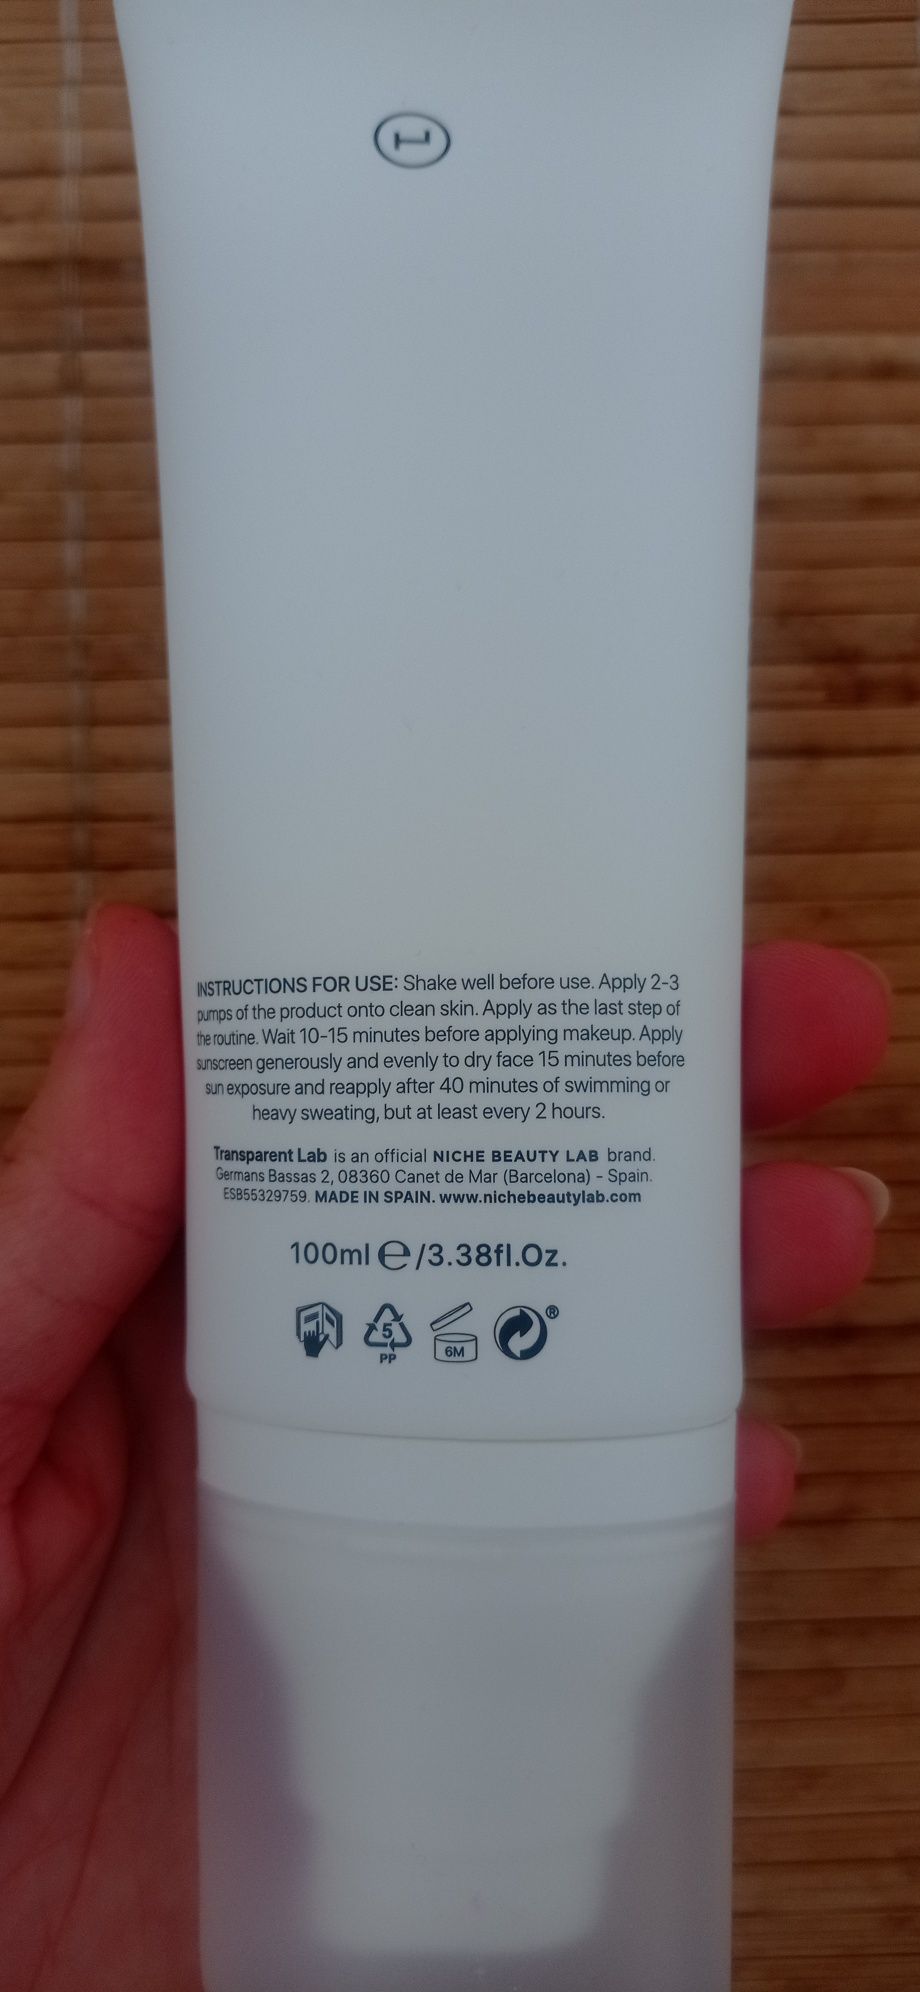 INSTRUCTIONS FOR USE: Shake well before use. Apply 2-3
pumps of the product onto clean skin. Apply as the last step of
the routine. Wait 10-15 minutes before applying makeup. Apply
sunscreen generously and evenly to dry face 15 minutes before
sun exposure and reapply after 40 minutes of swimming or
heavy sweating, but at least every 2 hours.
Transparent Lab is an official NICHE BEAUTY LAB brand.
Germans Bassas 2, 08360 Canet de Mar (Barcelona) - Spain.
ESB55329759. MADE IN SPAIN. www.nichebeautylab.com
100ml ℮/3.38fl.Oz.
5 6M ®
PP